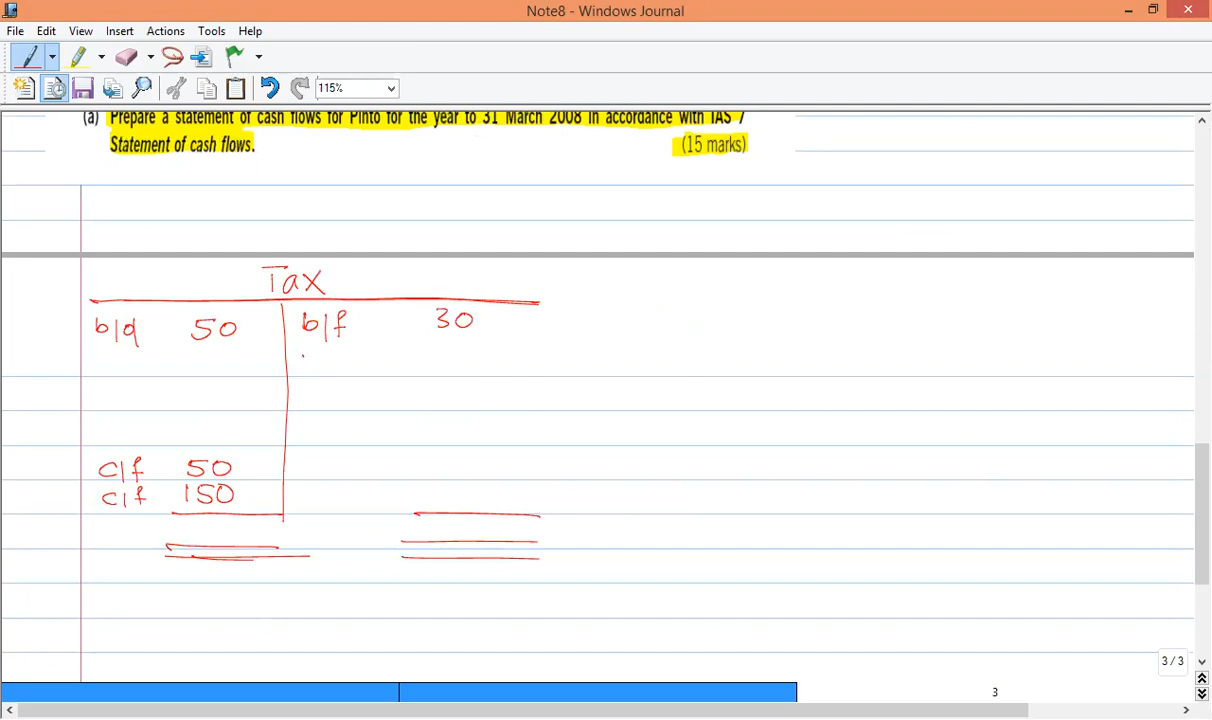 Note8 - Windows Journal
File Edit View Insert Actions Tools Help
115%
(a) Prepare a statement of cash flows for Pinto for the year to 31 March 2008 in accordance with IAS 7
Statement of cash flows. (15 marks)
Tax
b/d 50 b/f 30
c/f 50
c/f 150
3 / 3
3